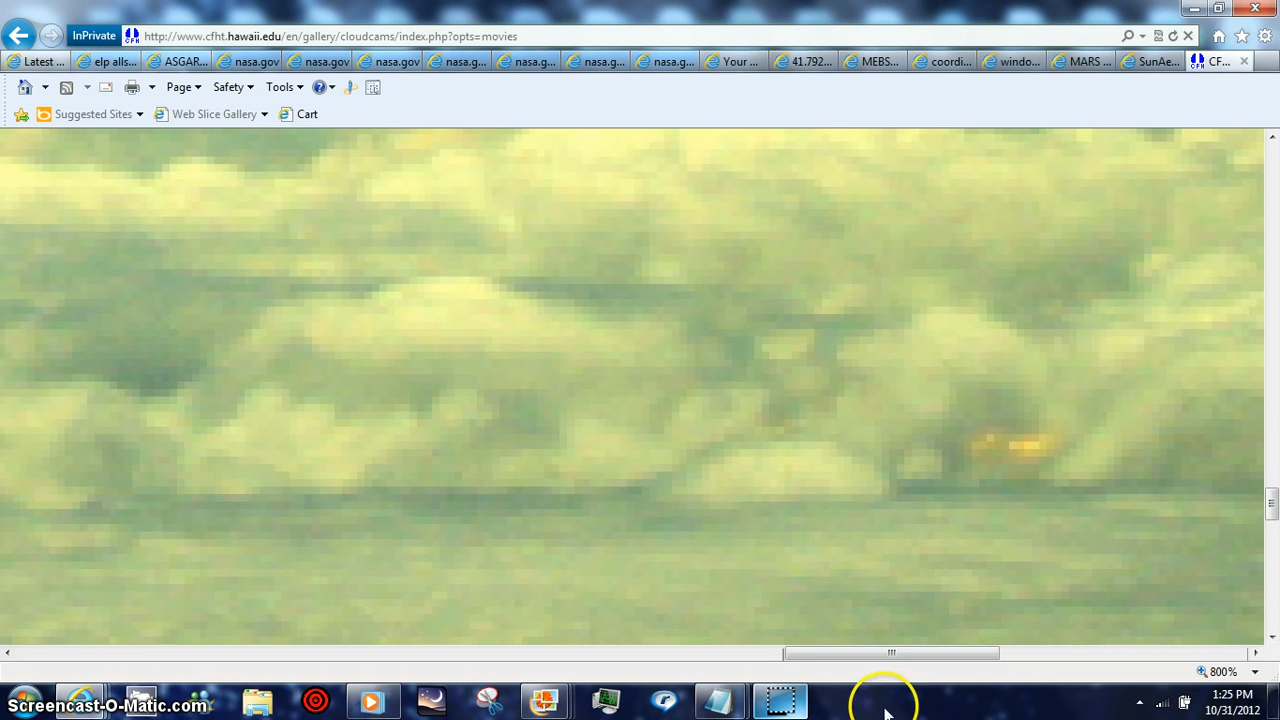 InPrivate http://www.cfht.hawaii.edu/en/gallery/cloudcams/index.php?opts=movies
Latest ... elp alls... ASGAR... nasa.gov nasa.gov nasa.gov nasa.g... nasa.g... nasa.g... nasa.g... Your ... 41.792... MEBS... coordi... windo... MARS ... SunAe... CF...
Page Safety Tools
Suggested Sites Web Slice Gallery Cart
800%
Screencast-O-Matic.com
1:25 PM
10/31/2012